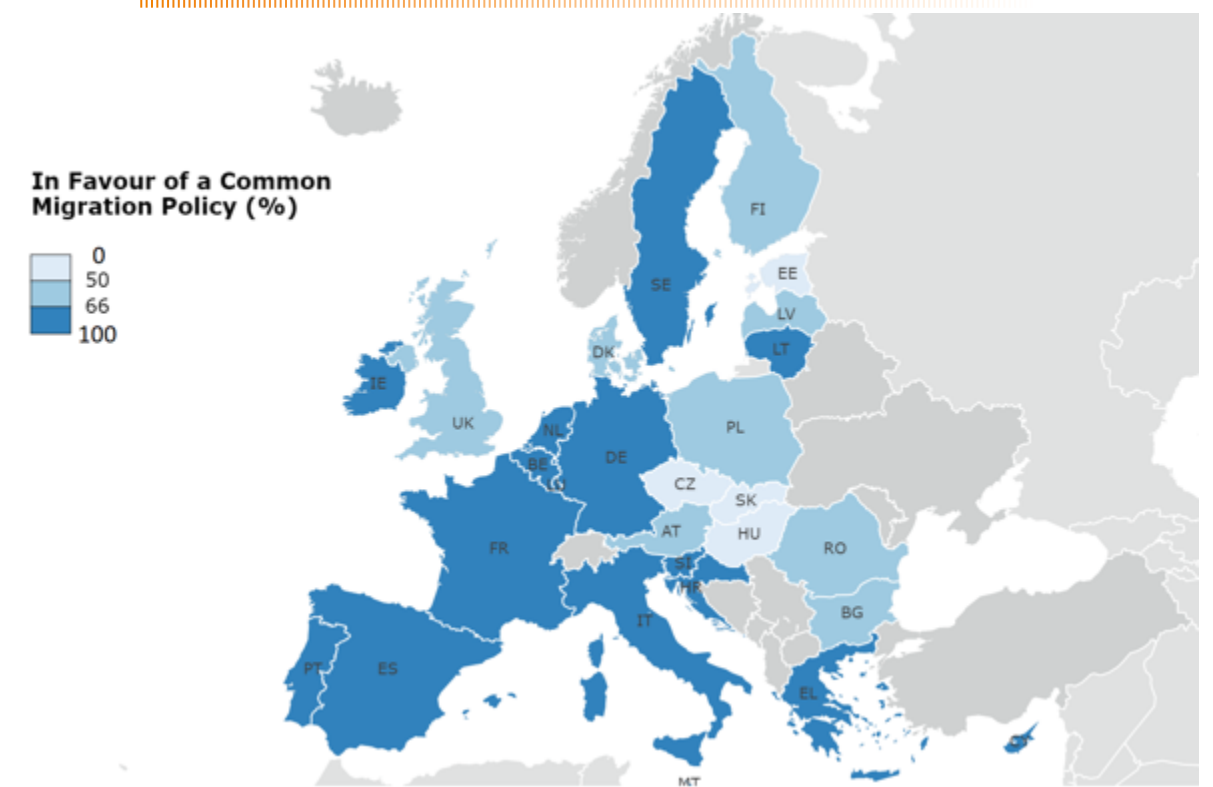 In Favour of a Common
Migration Policy (%)
0
50
66
100
FI
SE
EE
LV
LT
DK
IE
UK
NL
PL
BE
DE
LU
CZ
SK
AT
HU
FR
RO
SI
HR
BG
IT
PT
ES
EL
CY
MT